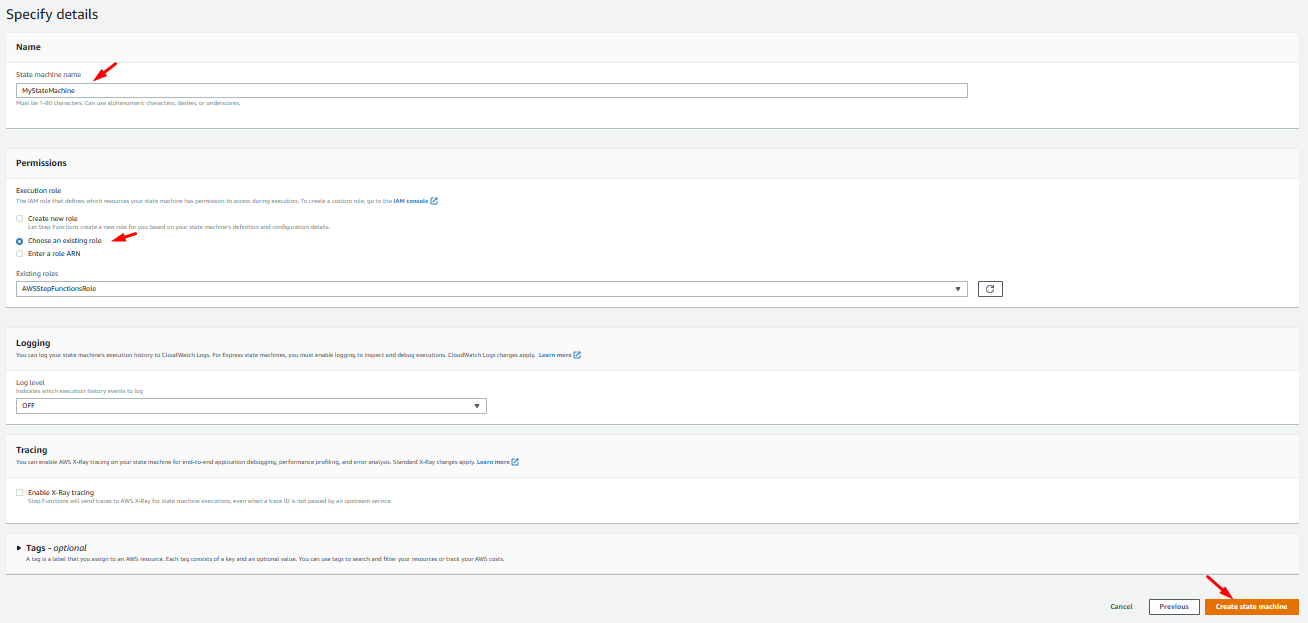 Specify details
Name
State machine name
MyStateMachine
Must be 1-80 characters. Can use alphanumeric characters, dashes, or underscores.
Permissions
Execution role
The IAM role that defines which resources your state machine has permission to access during execution. To create a custom role, go to the IAM console
Create new role
Let Step Functions create a new role for you based on your state machine's definition and configuration details.
Choose an existing role
Enter a role ARN
Existing roles
AWSStepFunctionsRole
Logging
You can log your state machine's execution history to CloudWatch Logs. For Express state machines, you must enable logging to inspect and debug executions. CloudWatch Logs charges apply. Learn more
Log level
Indicates which execution history events to log
OFF
Tracing
You can enable AWS X-Ray tracing on your state machine for end-to-end application debugging, performance profiling, and error analysis. Standard X-Ray charges apply. Learn more
Enable X-Ray tracing
Step Functions will send traces to AWS X-Ray for state machine executions, even when a trace ID is not passed by an upstream service.
Tags - optional
A tag is a label that you assign to an AWS resource. Each tag consists of a key and an optional value. You can use tags to search and filter your resources or track your AWS costs.
Cancel Previous Create state machine